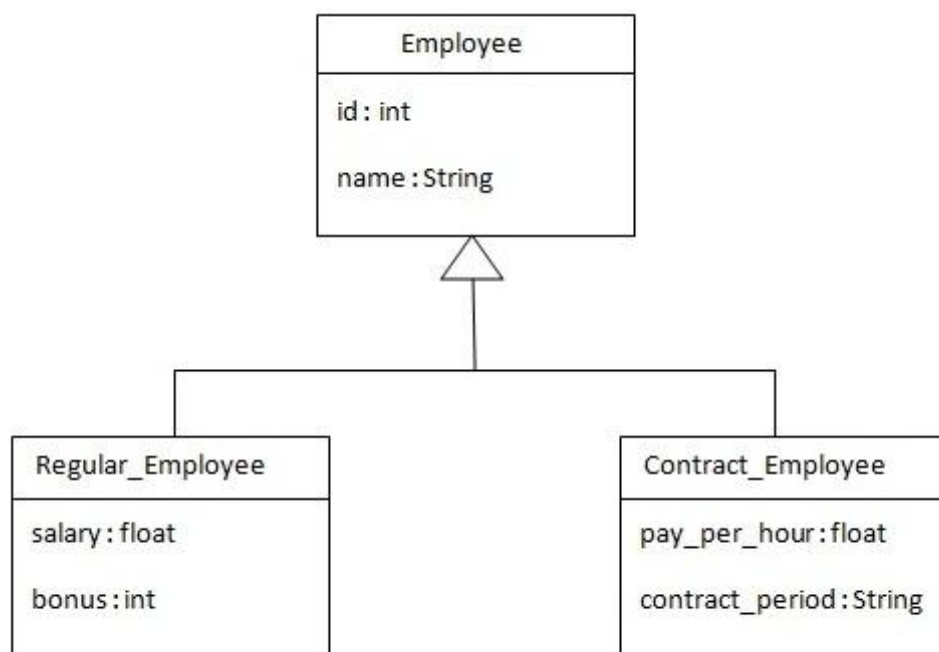 Employee
id: int
name:String
Regular_Employee
salary:float
bonus:int
Contract_Employee
pay_per_hour:float
contract_period:String